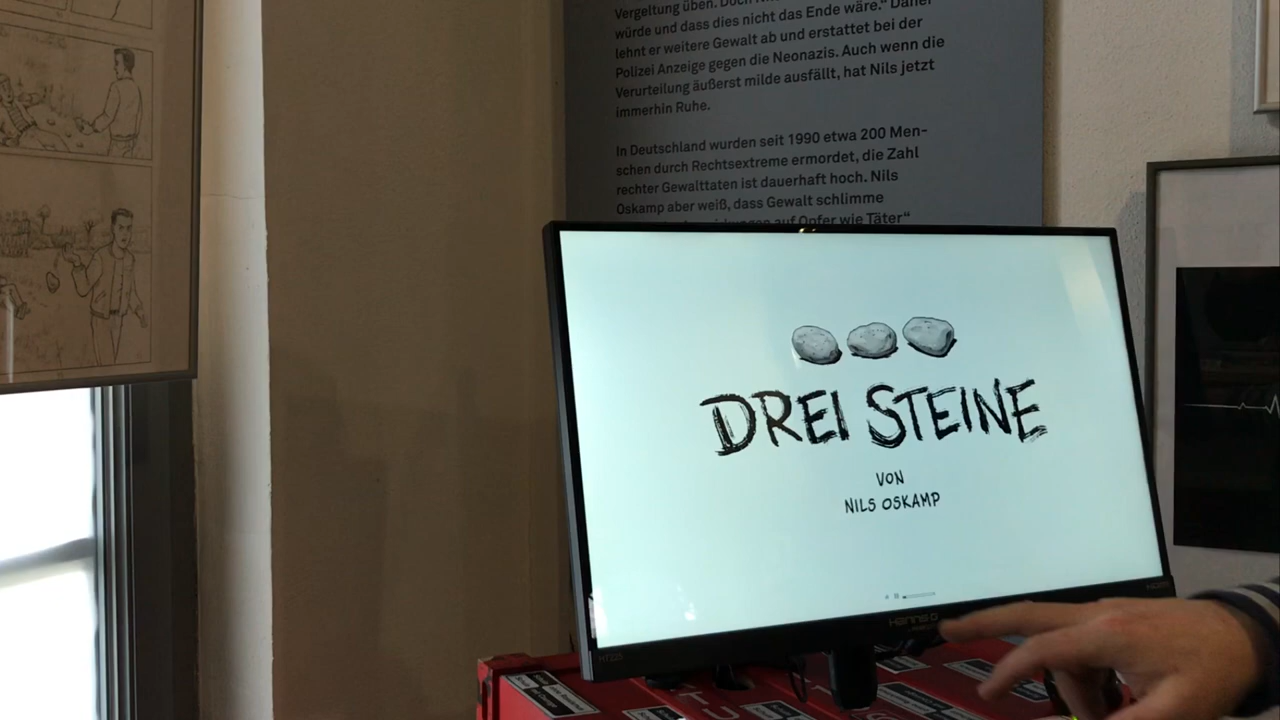 Vergeltung üben. Doch
würde und dass dies nicht das Ende wäre.“ Daher
lehnt er weitere Gewalt ab und erstattet bei der
Polizei Anzeige gegen die Neonazis. Auch wenn die
Verurteilung äußerst milde ausfällt, hat Nils jetzt
immerhin Ruhe.
In Deutschland wurden seit 1990 etwa 200 Men-
schen durch Rechtsextreme ermordet, die Zahl
rechter Gewalttaten ist dauerhaft hoch. Nils
Oskamp aber weiß, dass Gewalt schlimme
auf Opfer wie Täter“
DREI STEINE
VON
NILS OSKAMP
HANNS.G
HT225